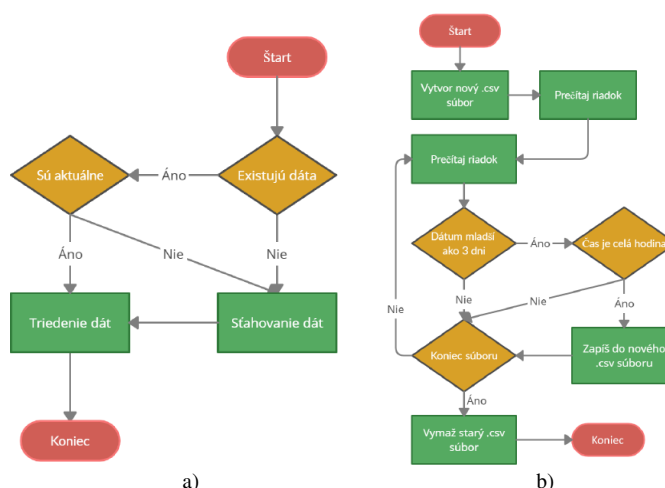 Štart
Existujú dáta
Áno
Sú aktuálne
Nie
Áno
Nie
Triedenie dát
Sťahovanie dát
Koniec
a)
Štart
Vytvor nový .csv
súbor
Prečítaj riadok
Prečítaj riadok
Dátum mladší
ako 3 dni
Áno
Čas je celá hodina
Nie
Nie
Nie
Áno
Koniec súboru
Zapíš do nového
.csv súboru
Áno
Vymaž starý .csv
súbor
Koniec
b)